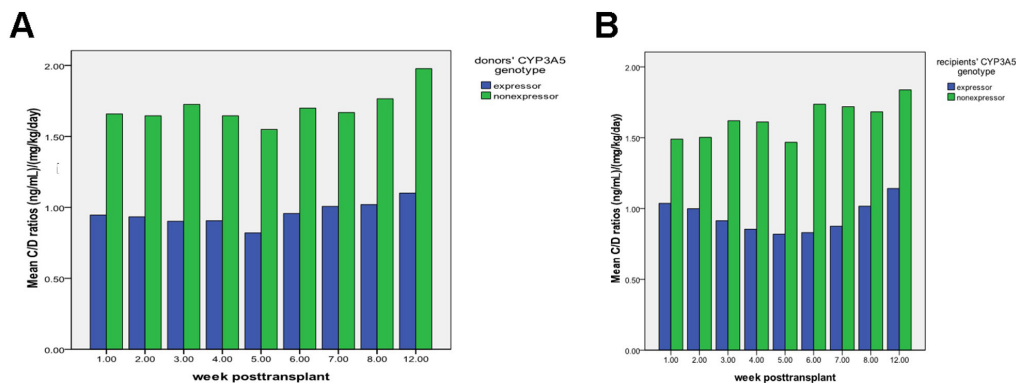 A
donors' CYP3A5
genotype
expressor
nonexpressor
Mean C/D ratios (ng/mL)/(mg/kg/day)
2.00
1.50
1.00
0.50
0.00
1.00 2.00 3.00 4.00 5.00 6.00 7.00 8.00 12.00
week posttransplant
B
recipients' CYP3A5
genotype
expressor
nonexpressor
Mean C/D ratios (ng/mL)/(mg/kg/day)
2.00
1.50
1.00
0.50
0.00
1.00 2.00 3.00 4.00 5.00 6.00 7.00 8.00 12.00
week posttransplant